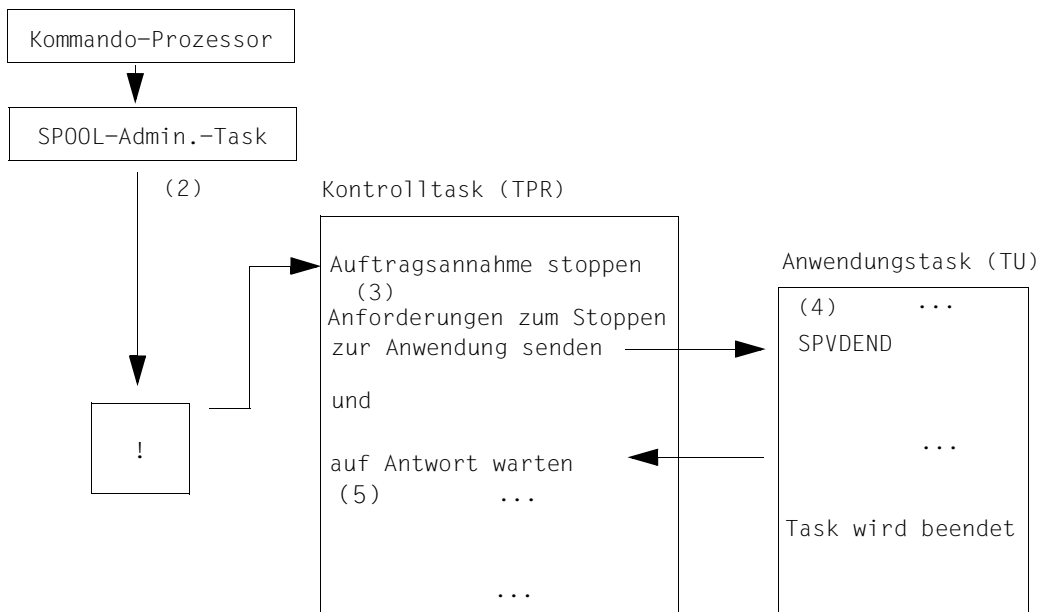 Kommando-Prozessor
SPOOL-Admin.-Task
(2)
!
Kontrolltask (TPR)
Auftragsannahme stoppen
(3)
Anforderungen zum Stoppen
zur Anwendung senden
und
auf Antwort warten
(5) ...
...
Anwendungstask (TU)
(4) ...
SPVDEND
...
Task wird beendet